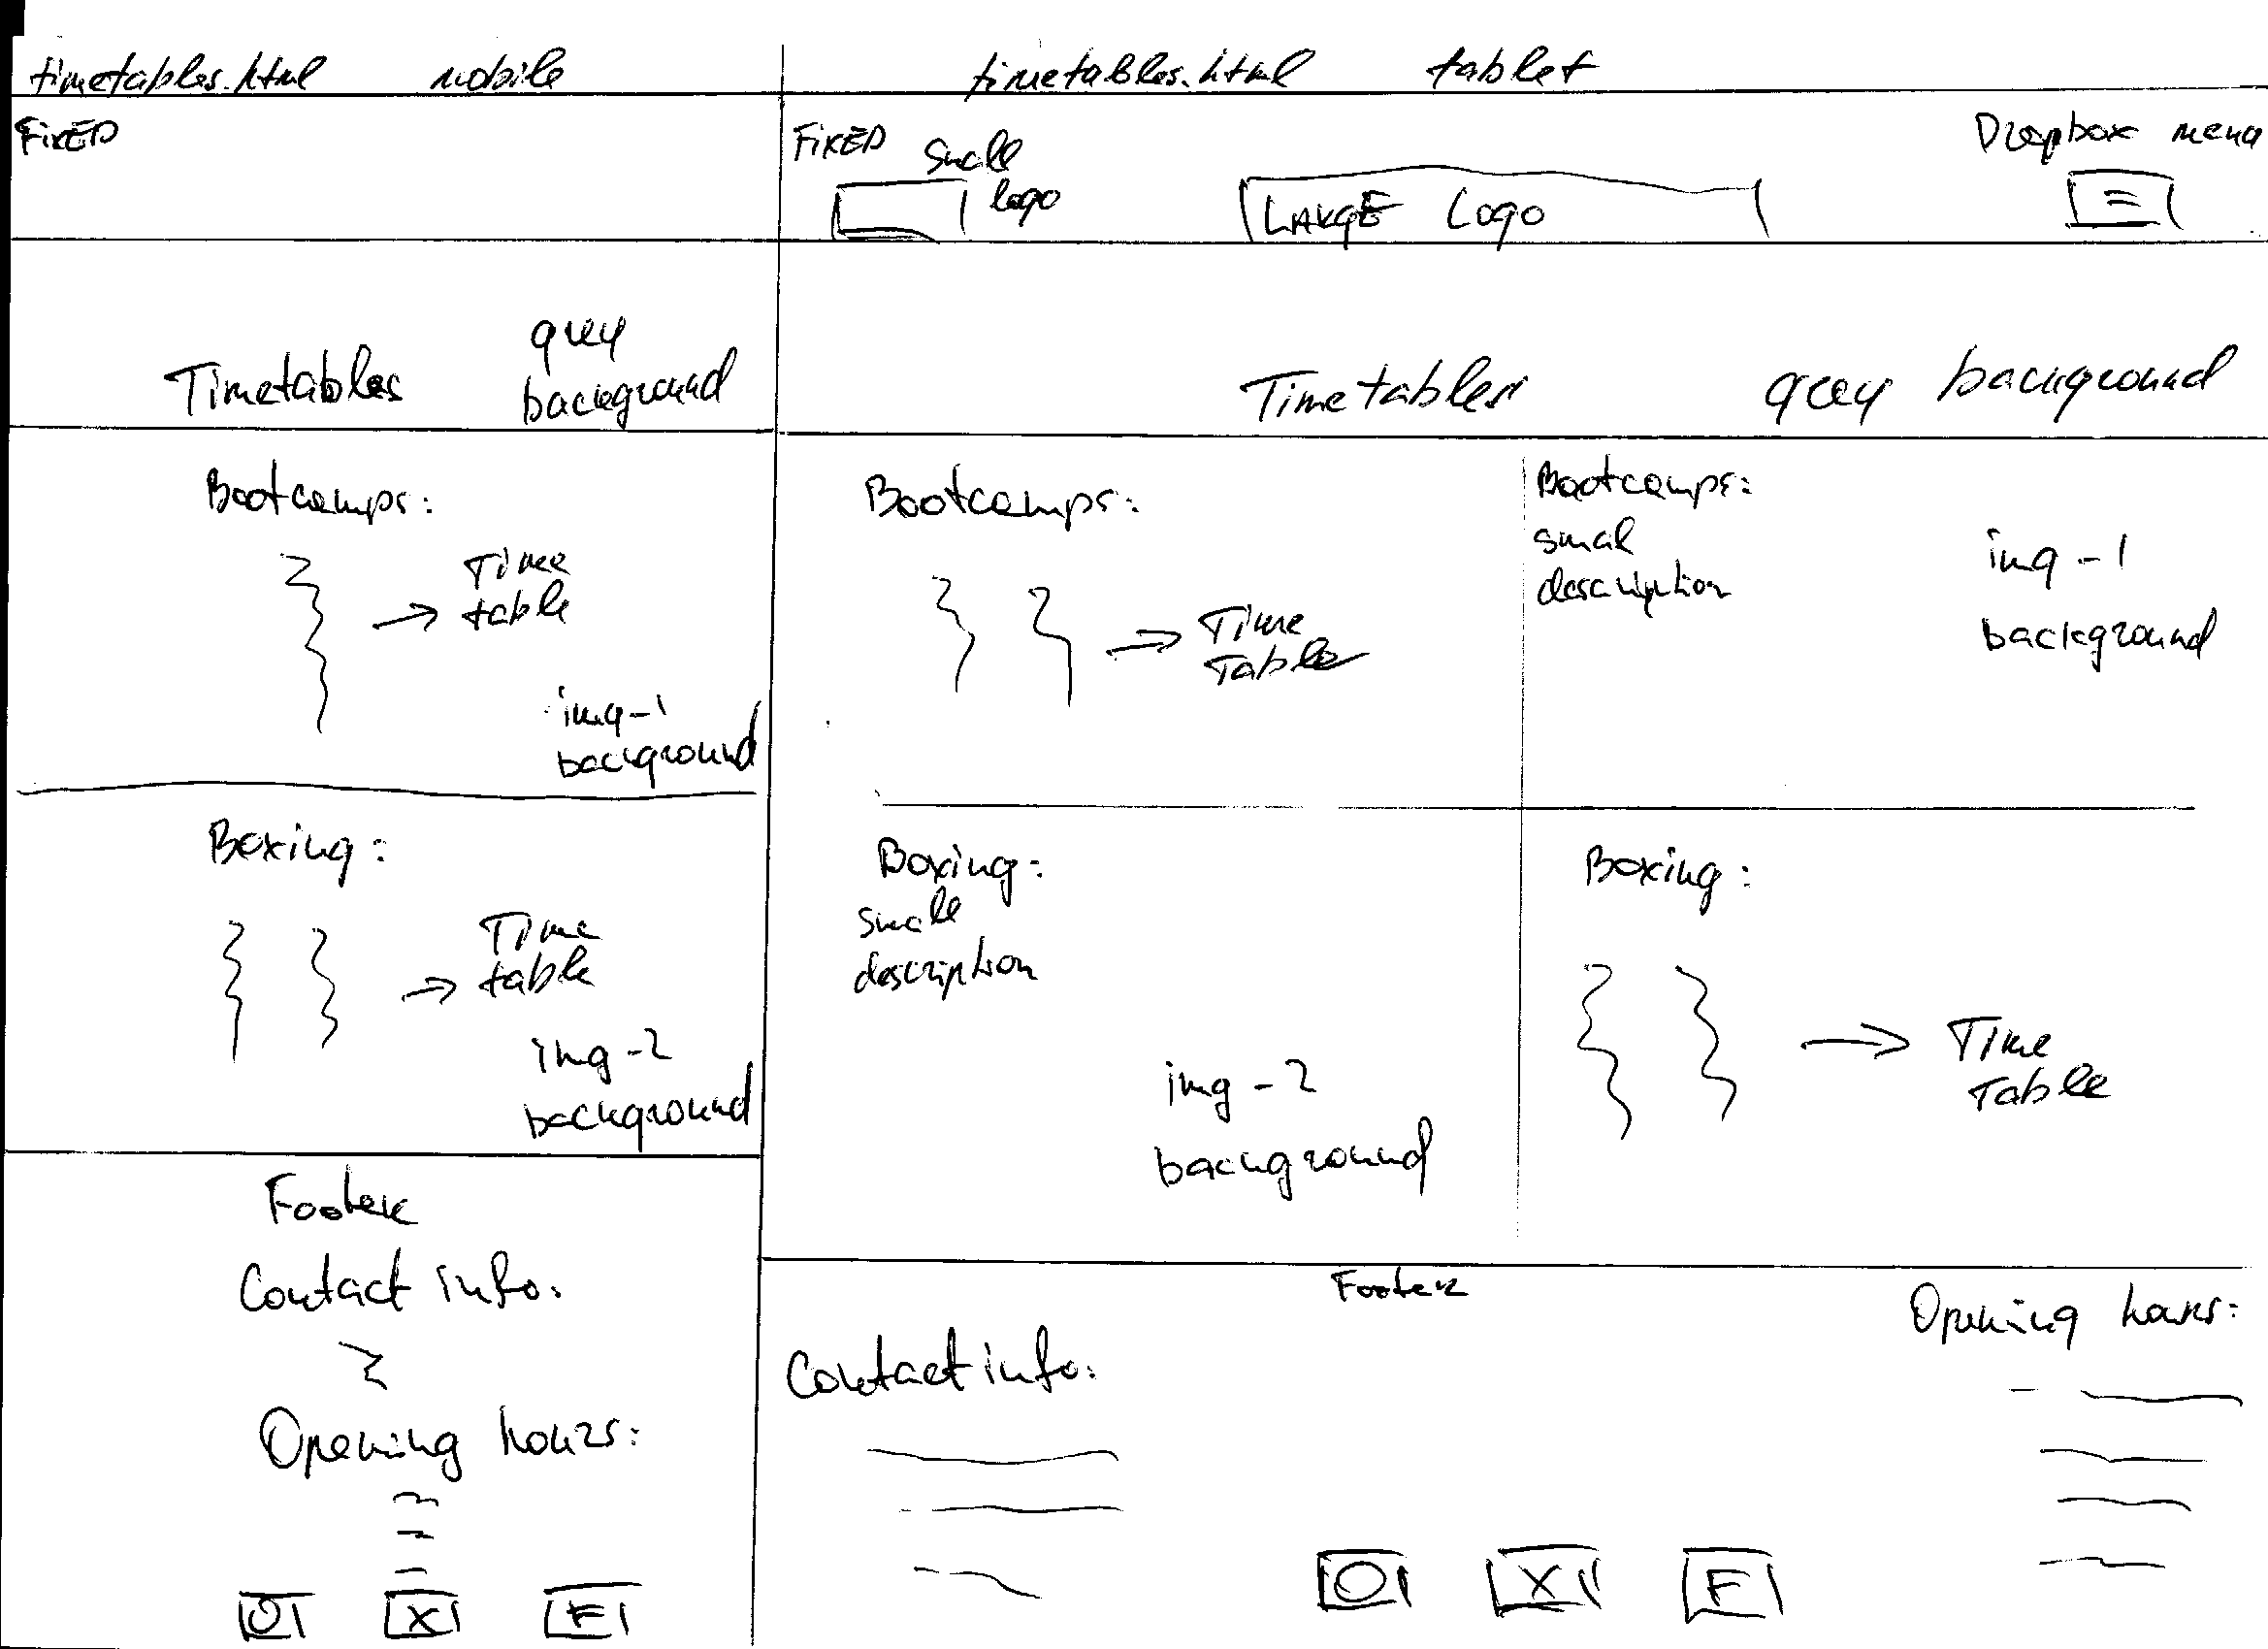 timetables.html mobile
FIXED
Timetables
grey
background
Bootcamps:
Time
table
img-1
background
Boxing:
Time
table
img-2
background
Footer
Contact info:
Opening hours:
O X F
timetables.html tablet
FIXED
Small
logo
LARGE Logo
Dropbox menu
Timetables grey background
Bootcamps:
Time
Table
Bootcamps:
smal
description
img-1
background
Boxing:
small
description
img-2
background
Boxing:
Time
Table
Footer
Contact info:
Opening hours:
O X F